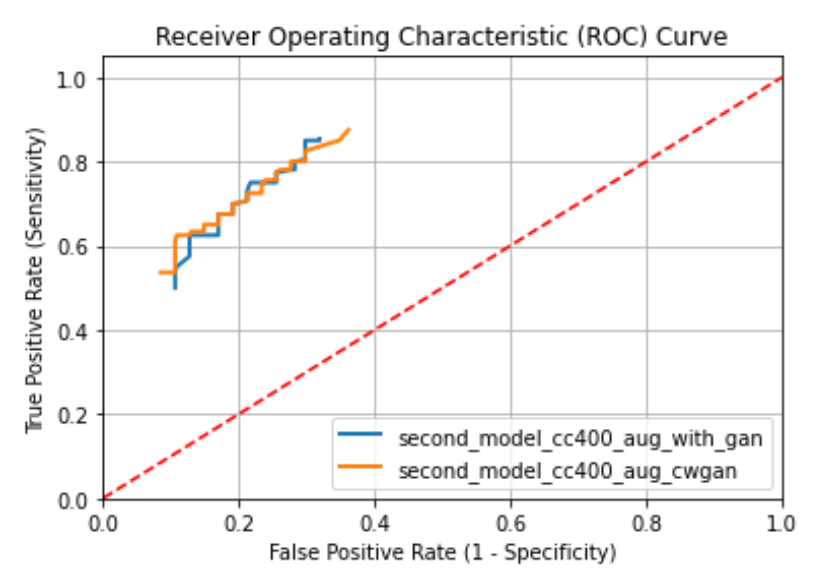 Receiver Operating Characteristic (ROC) Curve
True Positive Rate (Sensitivity)
1.0
0.8
0.6
0.4
0.2
0.0
second_model_cc400_aug_with_gan
second_model_cc400_aug_cwgan
0.0 0.2 0.4 0.6 0.8 1.0
False Positive Rate (1 - Specificity)